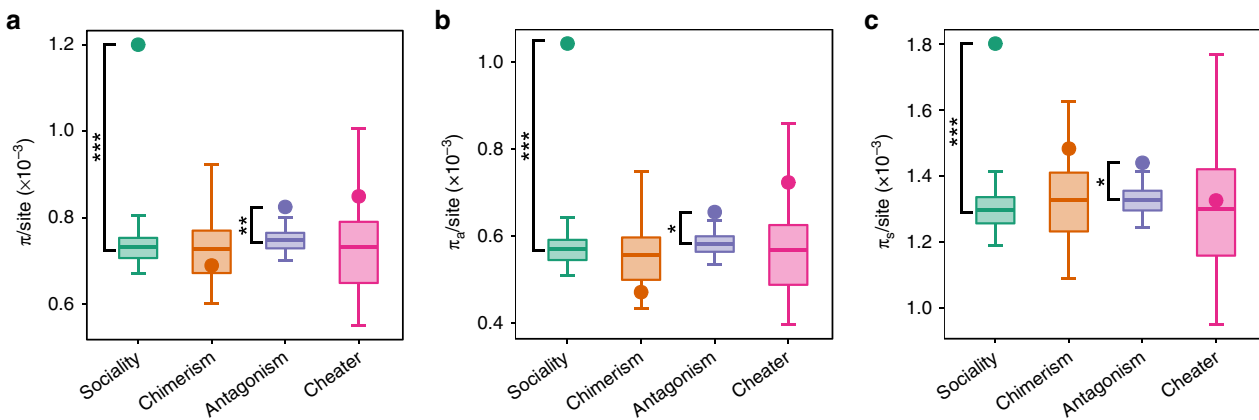 a
π/site (×10⁻³)
1.2
1.0
0.8
0.6
***
**
Sociality
Chimerism
Antagonism
Cheater
b
πₐ/site (×10⁻³)
1.0
0.8
0.6
0.4
***
*
Sociality
Chimerism
Antagonism
Cheater
c
πₛ/site (×10⁻³)
1.8
1.6
1.4
1.2
1.0
***
*
Sociality
Chimerism
Antagonism
Cheater